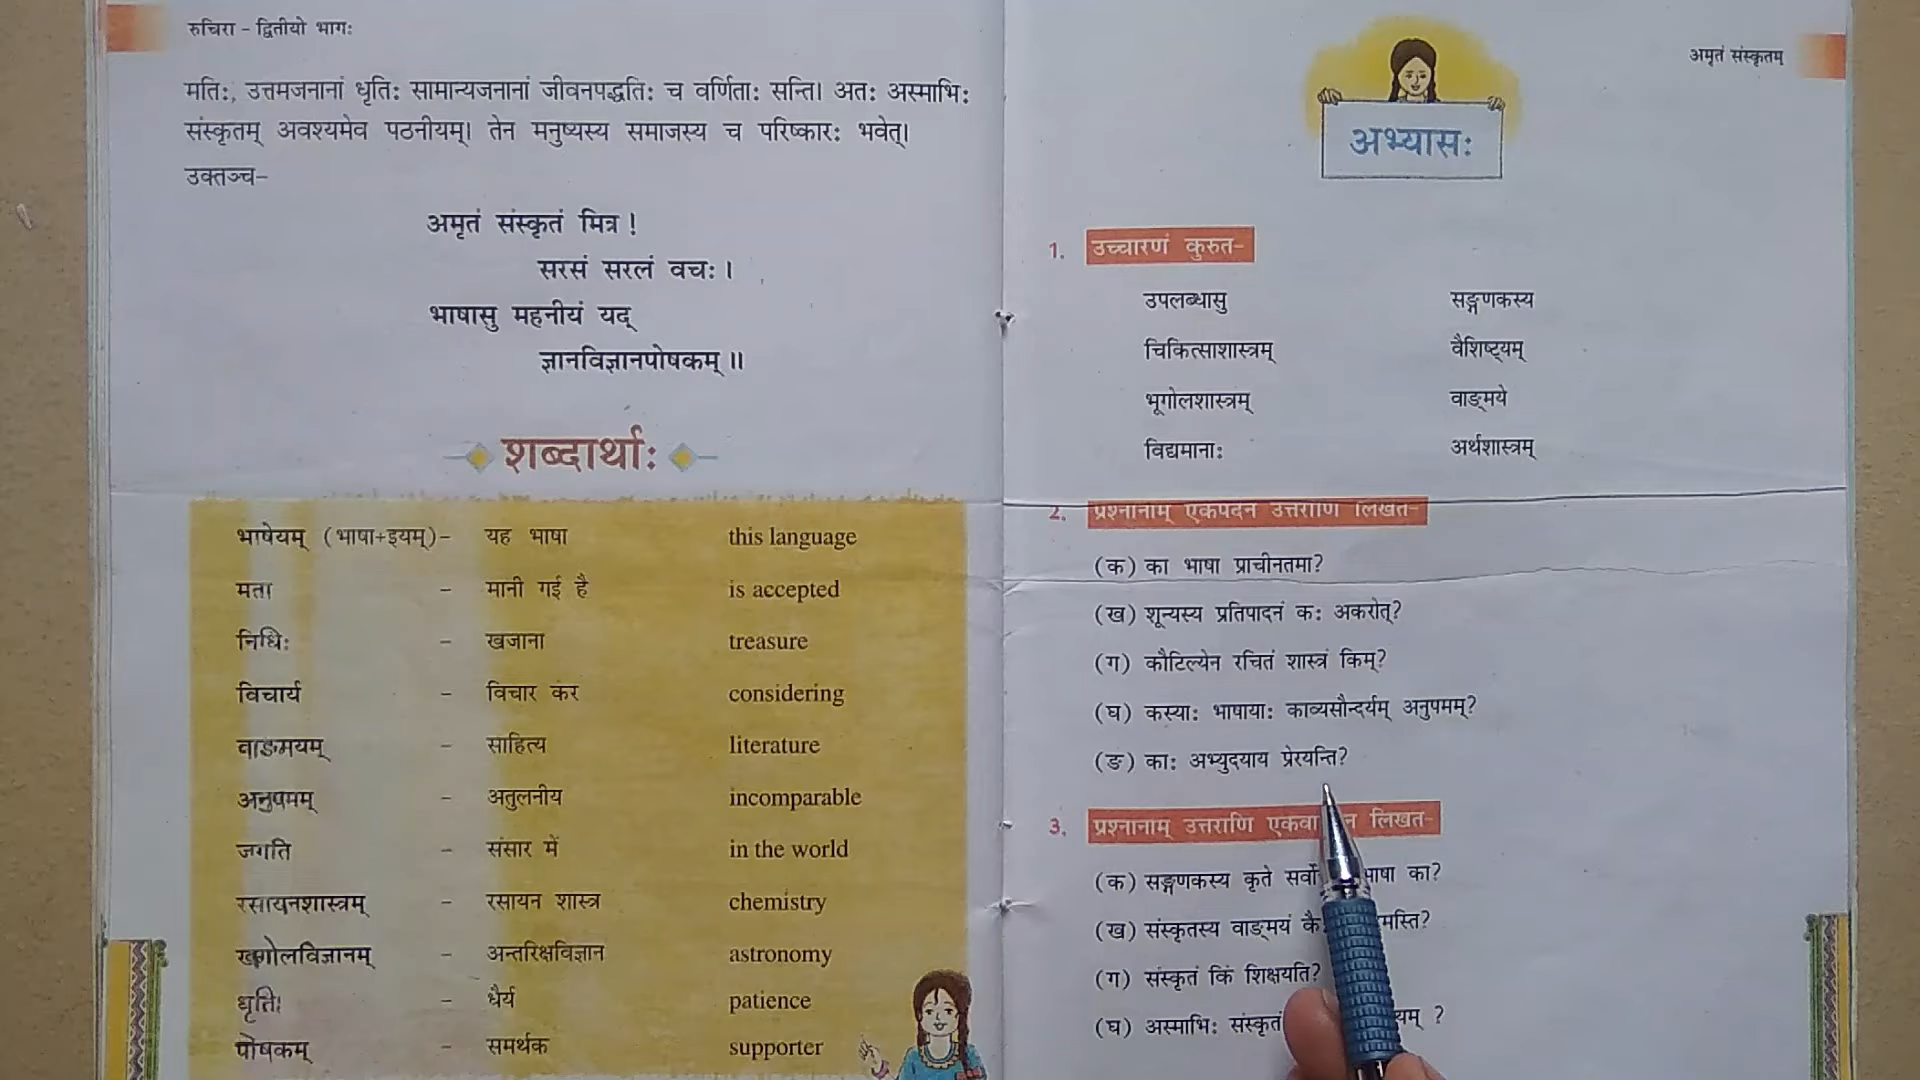 रुचिरा - द्वितीयो भागः
मतिः, उत्तमजनानां धृतिः सामान्यजनानां जीवनपद्धतिः च वर्णिताः सन्ति। अतः अस्माभिः
संस्कृतम् अवश्यमेव पठनीयम्। तेन मनुष्यस्य समाजस्य च परिष्कारः भवेत्।
उक्तञ्च-
अमृतं संस्कृतं मित्र !
सरसं सरलं वचः।
भाषासु महनीयं यद्
ज्ञानविज्ञानपोषकम्॥
शब्दार्थाः
भाषेयम् (भाषा+इयम्)- यह भाषा this language
मता - मानी गई है is accepted
निधिः - खजाना treasure
विचार्य - विचार कर considering
वाङमयम् - साहित्य literature
अनुपमम् - अतुलनीय incomparable
जगति - संसार में in the world
रसायनशास्त्रम् - रसायन शास्त्र chemistry
खगोलविज्ञानम् - अन्तरिक्षविज्ञान astronomy
धृतिः - धैर्य patience
पोषकम् - समर्थक supporter
अमृतं संस्कृतम्
अभ्यासः
1. उच्चारणं कुरुत-
उपलब्धासु सङ्गणकस्य
चिकित्साशास्त्रम् वैशिष्ट्यम्
भूगोलशास्त्रम् वाङ्मये
विद्यमानाः अर्थशास्त्रम्
2. प्रश्नानाम् एकपदेन उत्तराणि लिखत-
(क) का भाषा प्राचीनतमा?
(ख) शून्यस्य प्रतिपादनं कः अकरोत्?
(ग) कौटिल्येन रचितं शास्त्रं किम्?
(घ) कस्याः भाषायाः काव्यसौन्दर्यम् अनुपमम्?
(ङ) काः अभ्युदयाय प्रेरयन्ति?
3. प्रश्नानाम् उत्तराणि लिखत-
(क) सङ्गणकस्य कृते भाषा का?
(ख) संस्कृतस्य वाङ्मयं
(ग) संस्कृतं किं शिक्षयति?
(घ) अस्माभिः ?